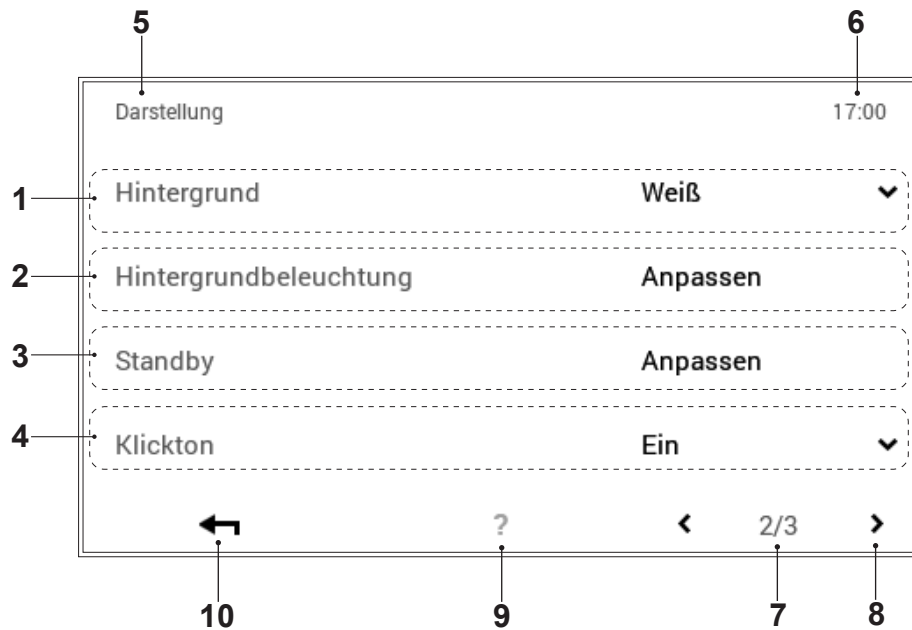 5 6
Darstellung 17:00
1 Hintergrund Weiß
2 Hintergrundbeleuchtung Anpassen
3 Standby Anpassen
4 Klickton Ein
? 2/3
10 9 7 8